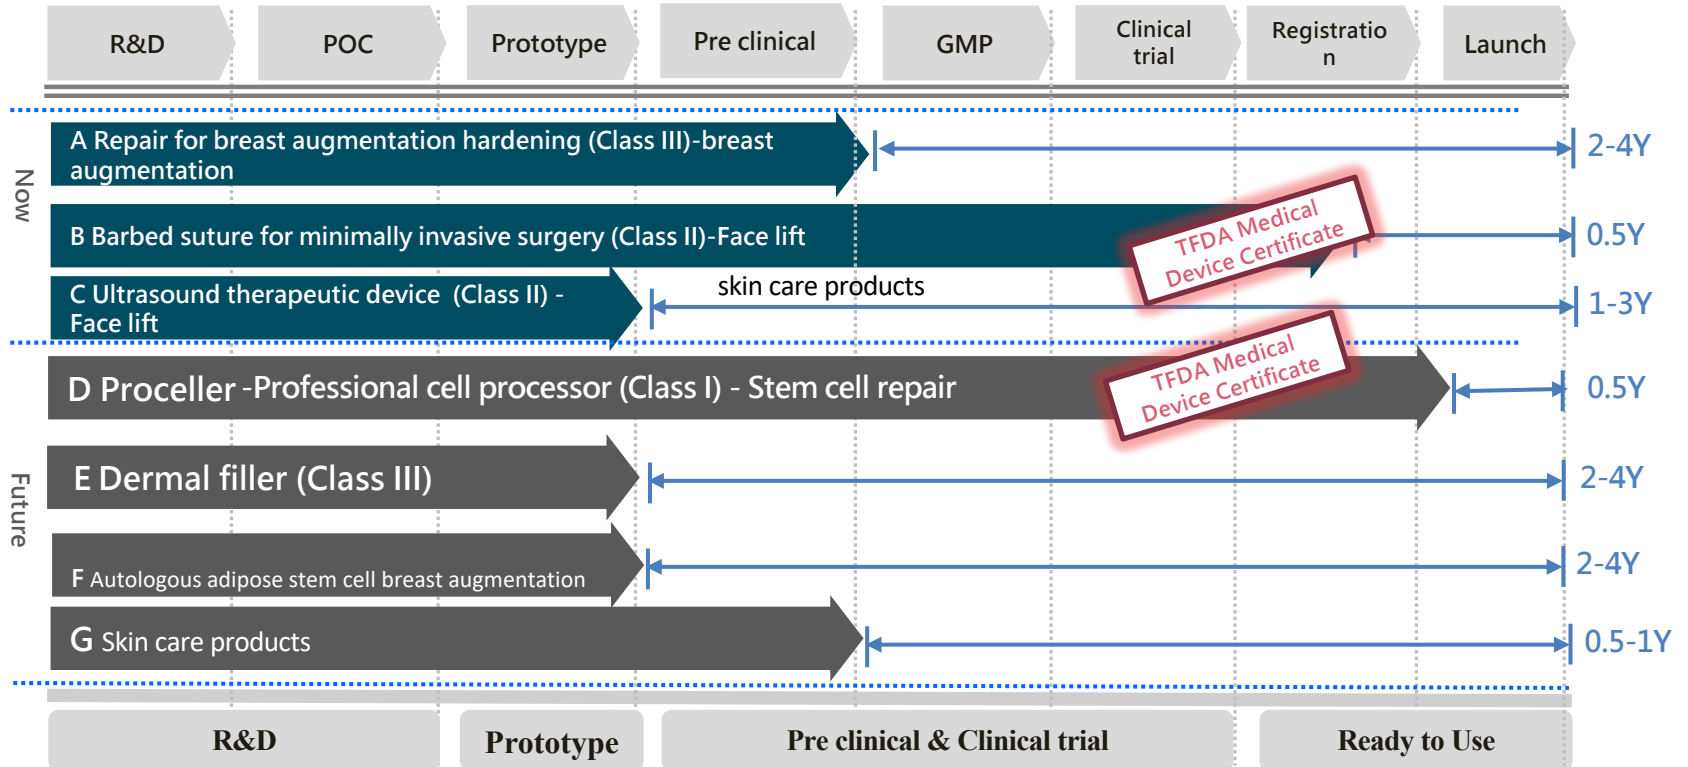 R&D
POC
Prototype
Pre clinical
GMP
Clinical
trial
Registratio
n
Launch
Now
A Repair for breast augmentation hardening (Class III)-breast
augmentation
2-4Y
B Barbed suture for minimally invasive surgery (Class II)-Face lift
TFDA Medical
Device Certificate
0.5Y
C Ultrasound therapeutic device (Class II) -
Face lift
skin care products
1-3Y
Future
D Proceller -Professional cell processor (Class I) - Stem cell repair
TFDA Medical
Device Certificate
0.5Y
E Dermal filler (Class III)
2-4Y
F Autologous adipose stem cell breast augmentation
2-4Y
G Skin care products
0.5-1Y
R&D
Prototype
Pre clinical & Clinical trial
Ready to Use